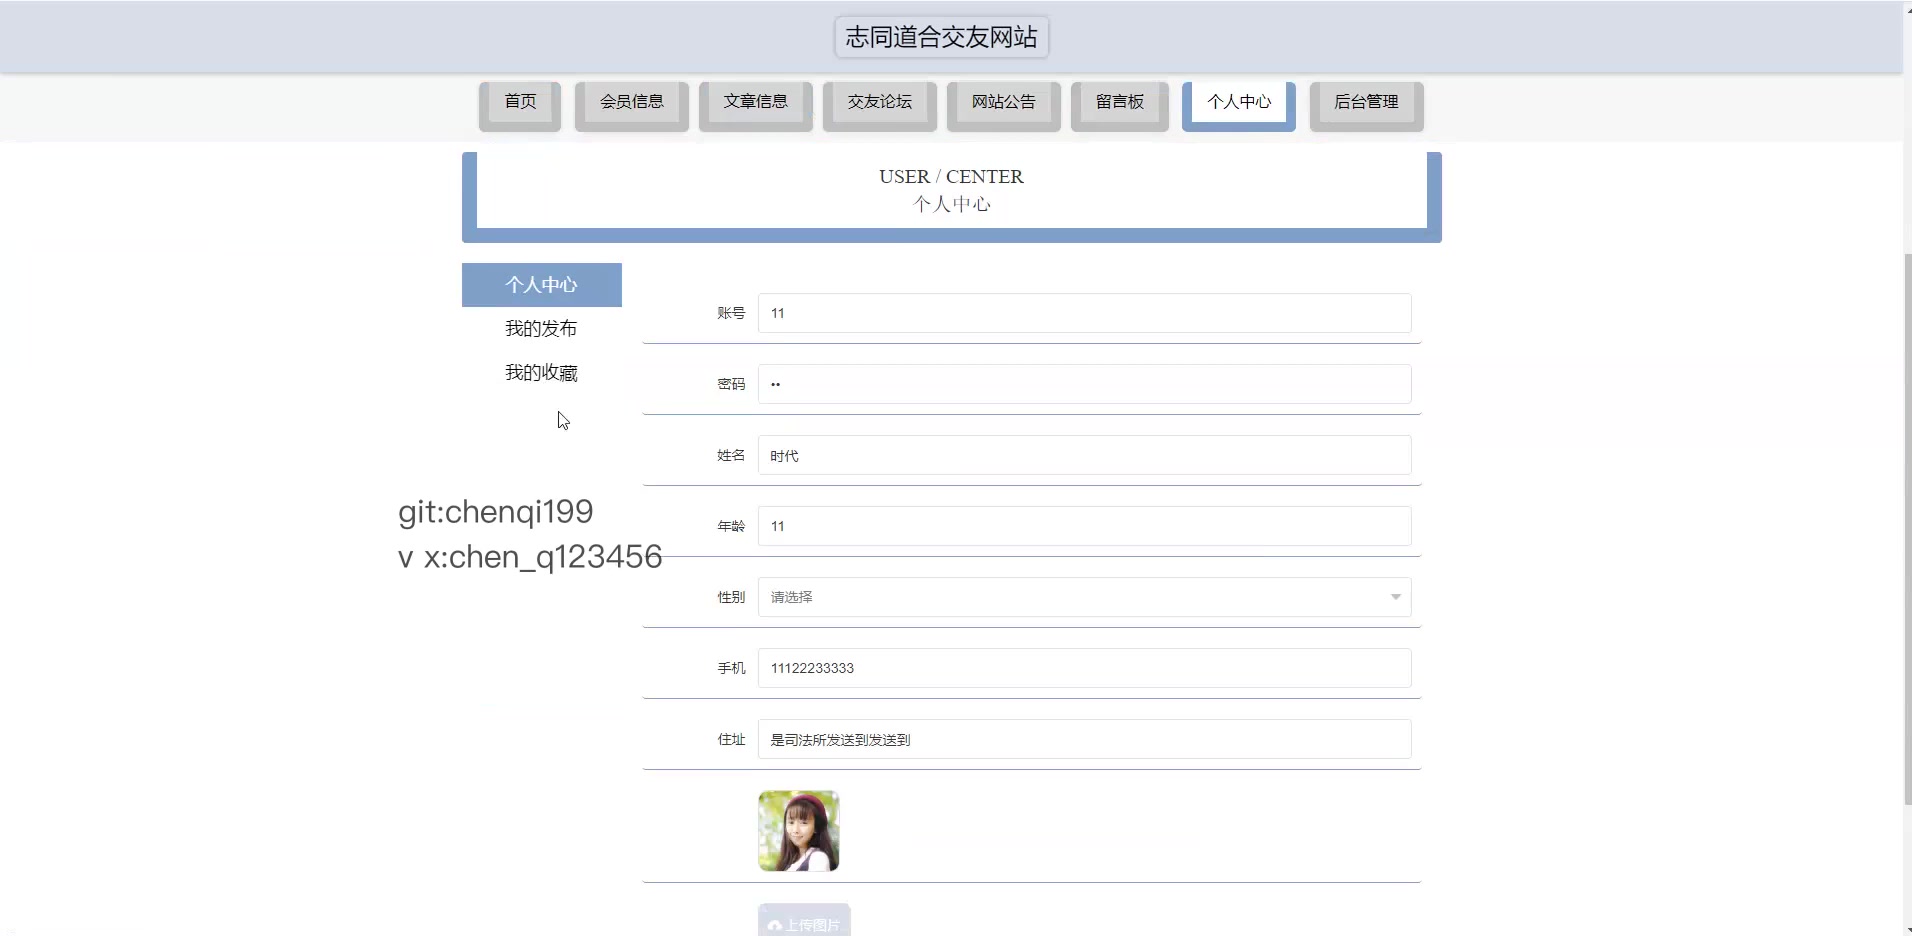 志同道合交友网站
首页 会员信息 文章信息 交友论坛 网站公告 留言板 个人中心 后台管理
USER / CENTER
个人中心
个人中心
我的发布
我的收藏
账号 11
密码 ••
姓名 时代
git:chenqi199
年龄 11
v x:chen_q123456
性别 请选择
手机 11122233333
住址 是司法所发送到发送到
上传图片